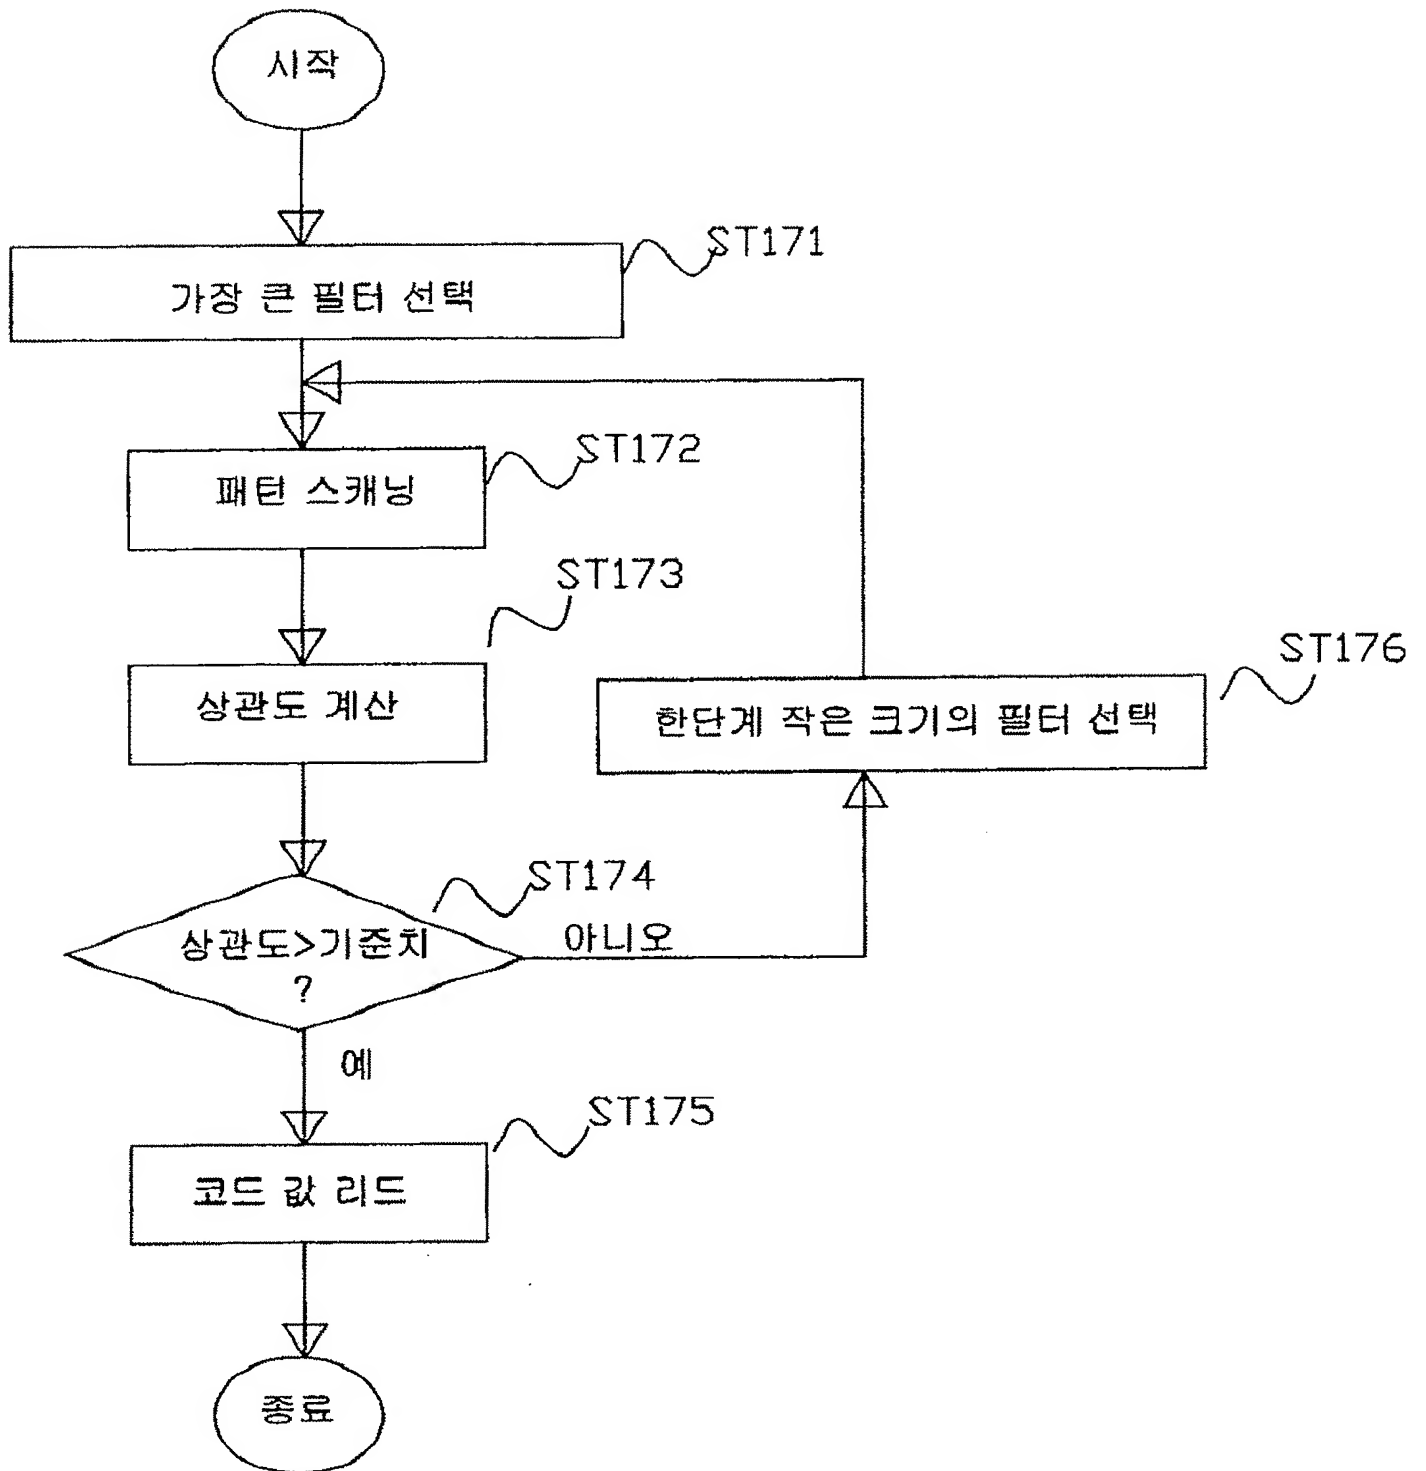 시작
ST171
가장 큰 필터 선택
ST172
패턴 스캐닝
ST173
상관도 계산
ST176
한단계 작은 크기의 필터 선택
ST174
상관도>기준치
?
아니오
예
ST175
코드 값 리드
종료